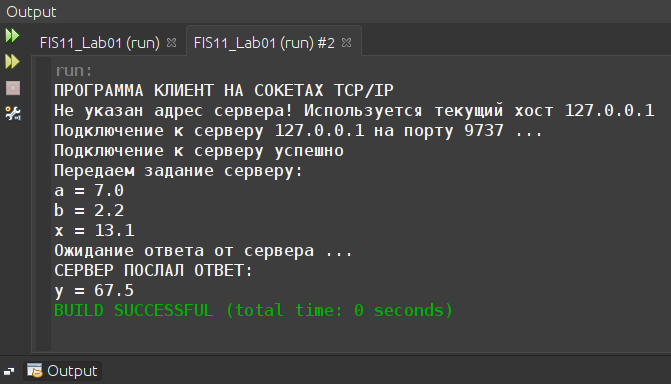 Output
FIS11_Lab01 (run)
FIS11_Lab01 (run) #2
run:
ПРОГРАММА КЛИЕНТ НА СОКЕТАХ TCP/IP
Не указан адрес сервера! Используется текущий хост 127.0.0.1
Подключение к серверу 127.0.0.1 на порту 9737 ...
Подключение к серверу успешно
Передаем задание серверу:
a = 7.0
b = 2.2
x = 13.1
Ожидание ответа от сервера ...
СЕРВЕР ПОСЛАЛ ОТВЕТ:
y = 67.5
BUILD SUCCESSFUL (total time: 0 seconds)
Output